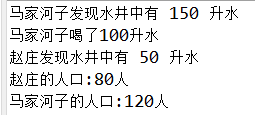 马家河子发现水井中有 150 升水
马家河子喝了100升水
赵庄发现水井中有 50 升水
赵庄的人口:80人
马家河子的人口:120人